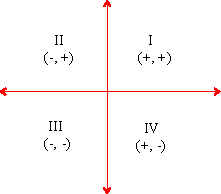 II I
(-, +) (+, +)
III IV
(-, -) (+, -)